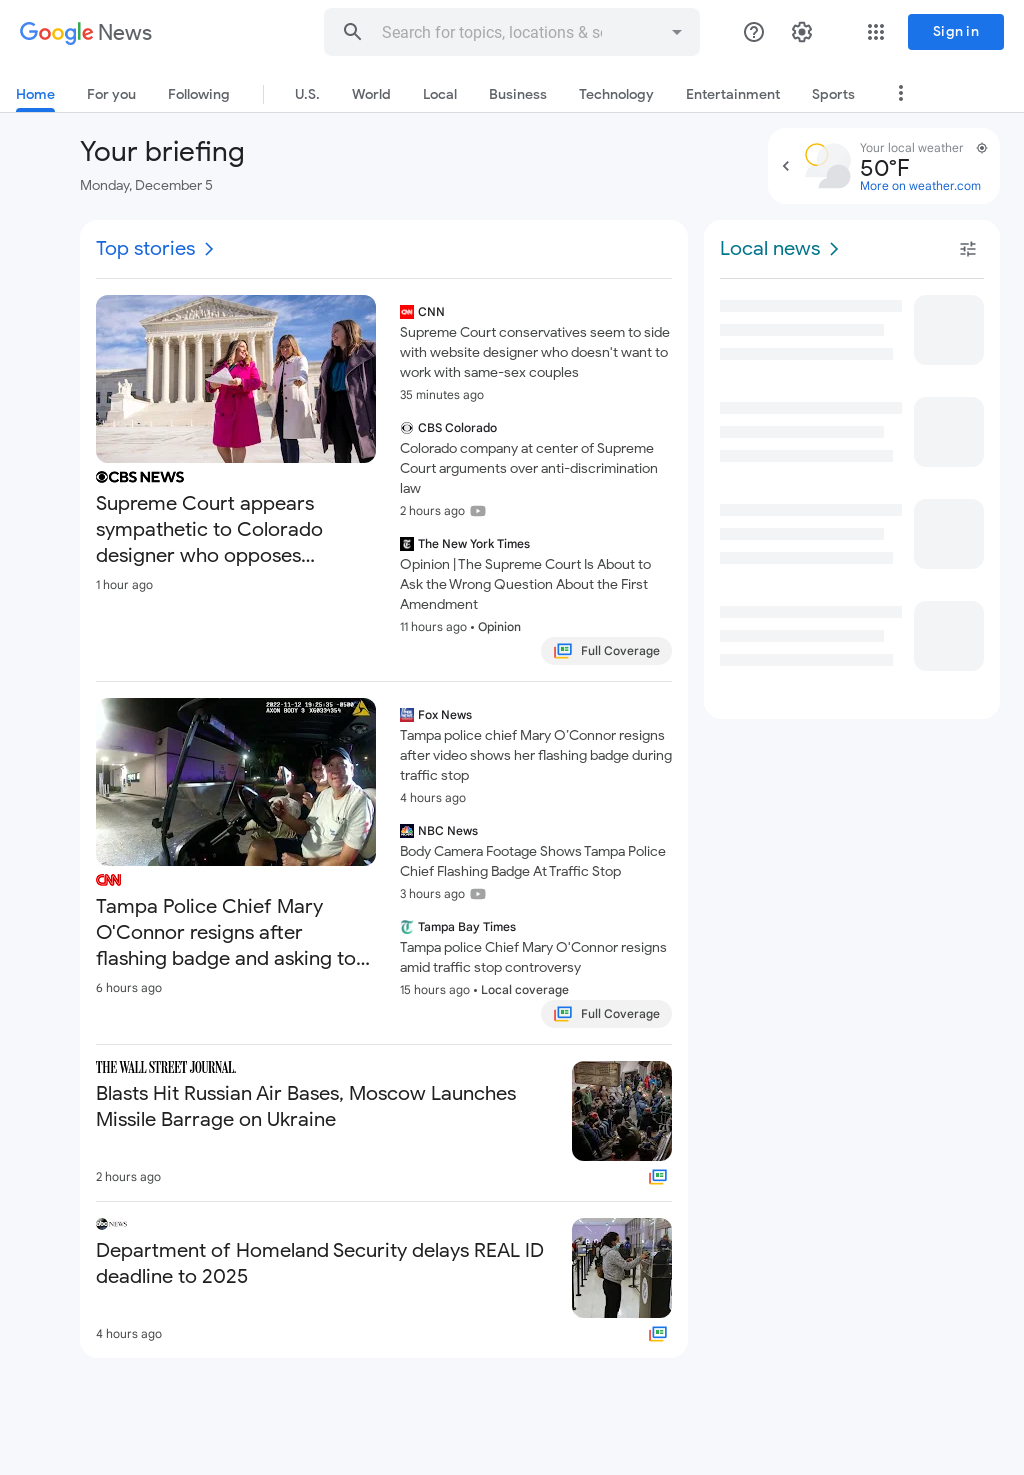 Google News
Search for topics, locations & so
Sign in
Home
For you
Following
U.S.
World
Local
Business
Technology
Entertainment
Sports
Your briefing
Monday, December 5
Your local weather
50°F
More on weather.com
Top stories
CBS NEWS
Supreme Court appears
sympathetic to Colorado
designer who opposes...
1 hour ago
CNN
CNN
Supreme Court conservatives seem to side
with website designer who doesn't want to
work with same-sex couples
35 minutes ago
CBS Colorado
Colorado company at center of Supreme
Court arguments over anti-discrimination
law
2 hours ago
The New York Times
Opinion | The Supreme Court Is About to
Ask the Wrong Question About the First
Amendment
11 hours ago • Opinion
Full Coverage
Local news
2022-11-12 19:25:35 -0500
AXON BODY 3 X60334354
CNN
Tampa Police Chief Mary
O'Connor resigns after
flashing badge and asking to...
6 hours ago
Fox News
Tampa police chief Mary O'Connor resigns
after video shows her flashing badge during
traffic stop
4 hours ago
NBC News
Body Camera Footage Shows Tampa Police
Chief Flashing Badge At Traffic Stop
3 hours ago
Tampa Bay Times
Tampa police Chief Mary O'Connor resigns
amid traffic stop controversy
15 hours ago • Local coverage
Full Coverage
THE WALL STREET JOURNAL.
Blasts Hit Russian Air Bases, Moscow Launches
Missile Barrage on Ukraine
2 hours ago
abc NEWS
Department of Homeland Security delays REAL ID
deadline to 2025
4 hours ago